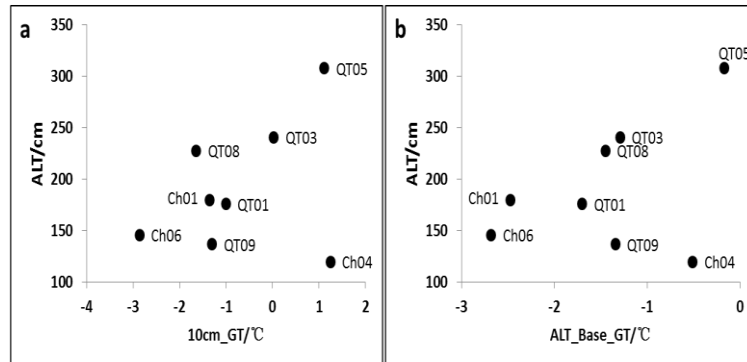 a
ALT/cm
350
300
250
200
150
100
QT05
QT03
QT08
Ch01
QT01
Ch06
QT09
Ch04
-4
-3
-2
-1
0
1
2
10cm_GT/℃
b
ALT/cm
350
300
250
200
150
100
QT05
QT03
QT08
Ch01
QT01
Ch06
QT09
Ch04
-3
-2
-1
0
ALT_Base_GT/℃